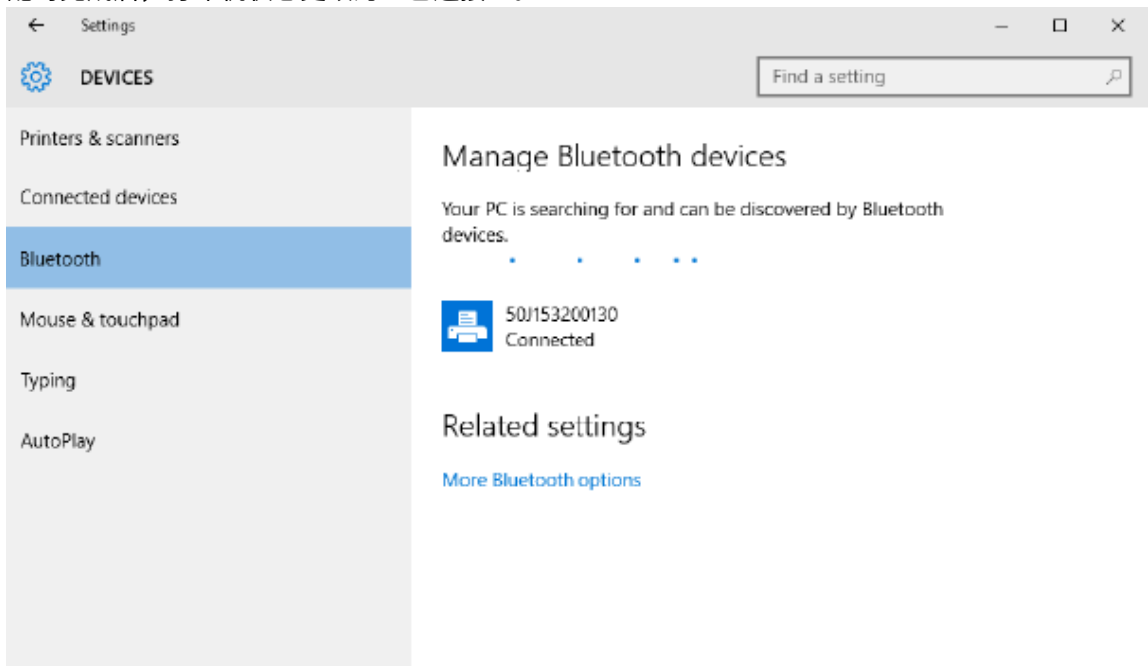 ← Settings
DEVICES
Find a setting
Printers & scanners
Connected devices
Bluetooth
Mouse & touchpad
Typing
AutoPlay
Manage Bluetooth devices
Your PC is searching for and can be discovered by Bluetooth
devices.
50J153200130
Connected
Related settings
More Bluetooth options